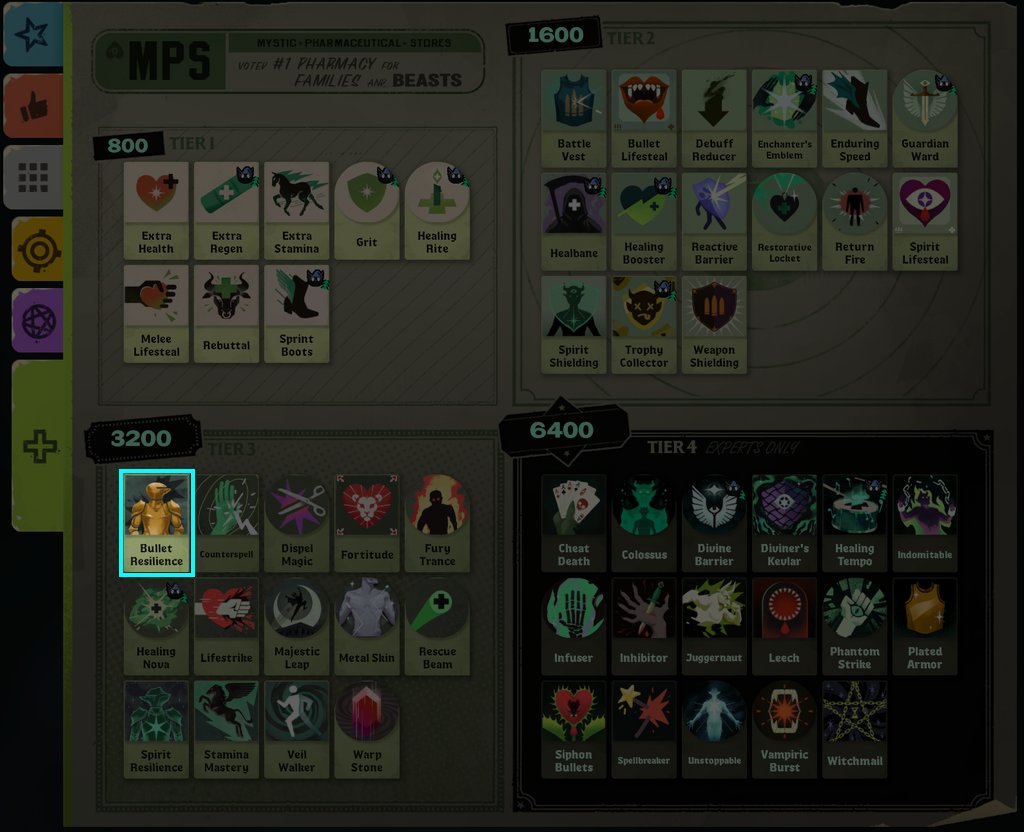 MPS
MYSTIC • PHARMACEUTICAL • STORES
VOTED #1 PHARMACY FOR
FAMILIES AND BEASTS
800
TIER 1
Extra
Health
Extra
Regen
Extra
Stamina
Grit
Healing
Rite
Melee
Lifesteal
Rebuttal
Sprint
Boots
1600
TIER 2
Battle
Vest
Bullet
Lifesteal
Debuff
Reducer
Enchanter's
Emblem
Enduring
Speed
Guardian
Ward
Healbane
Healing
Booster
Reactive
Barrier
Restorative
Locket
Return
Fire
Spirit
Lifesteal
Spirit
Shielding
Trophy
Collector
Weapon
Shielding
3200
TIER 3
Bullet
Resilience
Counterspell
Dispel
Magic
Fortitude
Fury
Trance
Healing
Nova
Lifestrike
Majestic
Leap
Metal Skin
Rescue
Beam
Spirit
Resilience
Stamina
Mastery
Veil
Walker
Warp
Stone
6400
TIER 4 EXPERTS ONLY
Cheat
Death
Colossus
Divine
Barrier
Diviner's
Kevlar
Healing
Tempo
Indomitable
Infuser
Inhibitor
Juggernaut
Leech
Phantom
Strike
Plated
Armor
Siphon
Bullets
Spellbreaker
Unstoppable
Vampiric
Burst
Witchmail